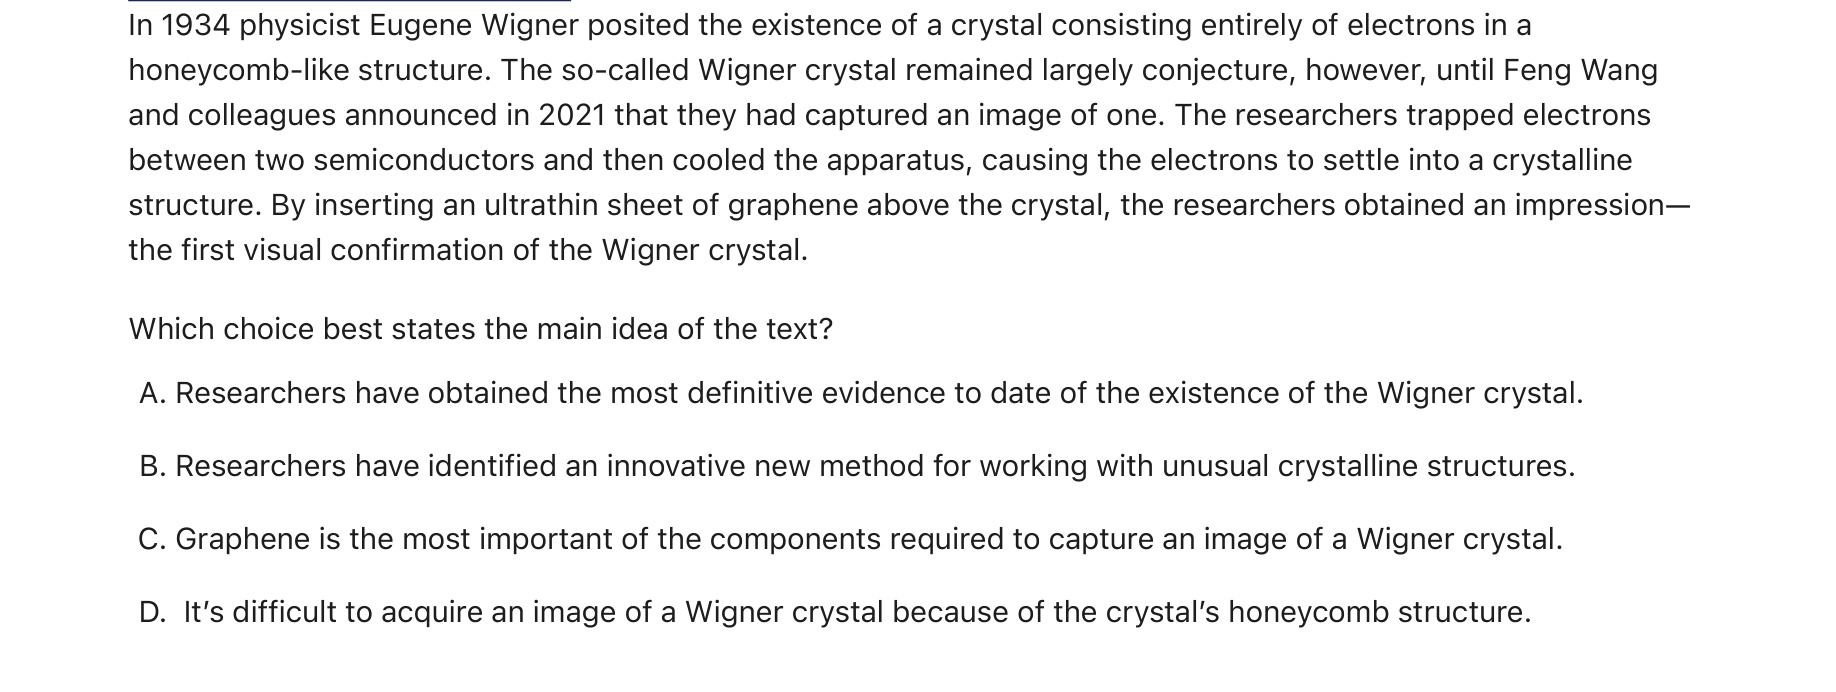 In 1934 physicist Eugene Wigner posited the existence of a crystal consisting entirely of electrons in a
honeycomb-like structure. The so-called Wigner crystal remained largely conjecture, however, until Feng Wang
and colleagues announced in 2021 that they had captured an image of one. The researchers trapped electrons
between two semiconductors and then cooled the apparatus, causing the electrons to settle into a crystalline
structure. By inserting an ultrathin sheet of graphene above the crystal, the researchers obtained an impression—
the first visual confirmation of the Wigner crystal.
Which choice best states the main idea of the text?
A. Researchers have obtained the most definitive evidence to date of the existence of the Wigner crystal.
B. Researchers have identified an innovative new method for working with unusual crystalline structures.
C. Graphene is the most important of the components required to capture an image of a Wigner crystal.
D. It’s difficult to acquire an image of a Wigner crystal because of the crystal’s honeycomb structure.